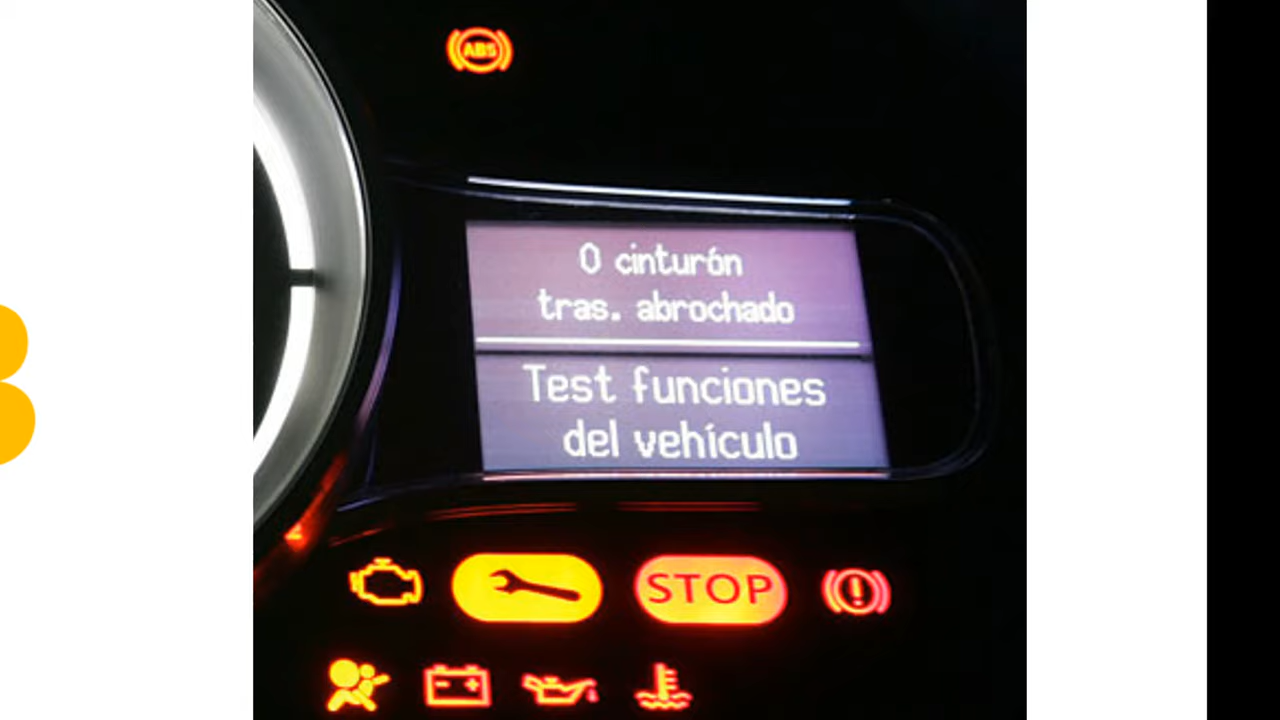 ABS
0 cinturón
tras. abrochado
Test funciones
del vehículo
STOP